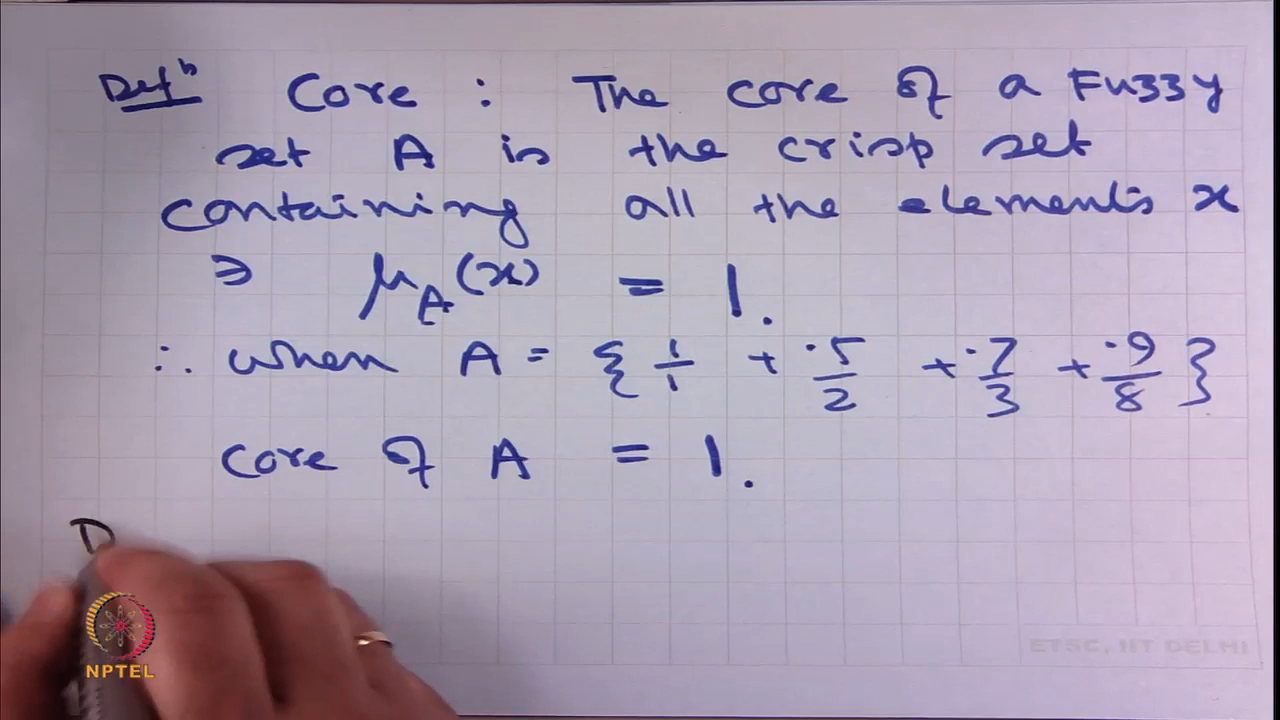 Defn Core : The core of a Fuzzy
set A is the crisp set
containing all the elements x
∋ μA(x) = 1.
∴ when A = { 1/1 + .5/2 + .7/3 + .9/8 }
core of A = 1.
D
NPTEL
ETSC, IIT DELHI